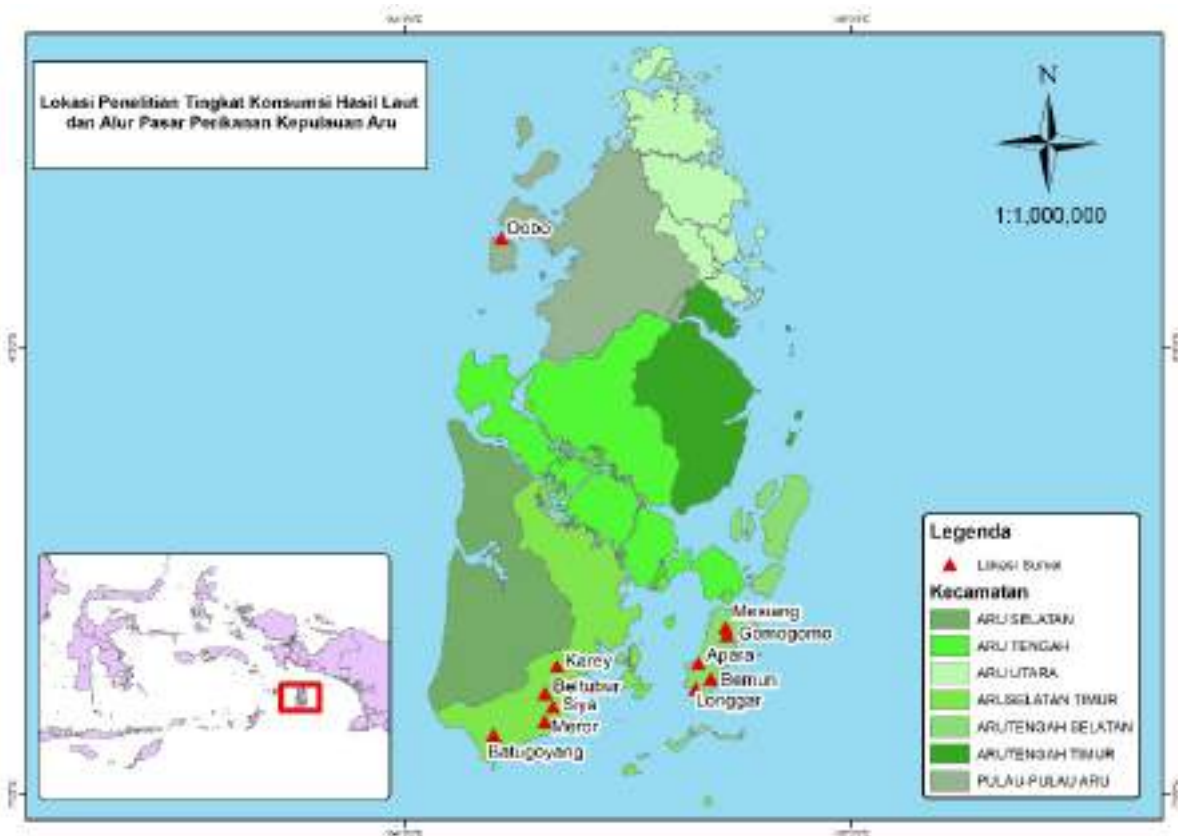 Lokasi Penelitian Tingkat Konsumsi Hasil Laut
dan Alur Pasar Perikanan Kepulauan Aru
N
1:1,000,000
Dobo
Mesiang
Gomogomo
Apara
Bemun
Longgar
Karey
Beltubur
Siya
Meror
Batugoyang
Legenda
Lokasi Survei
Kecamatan
ARU SELATAN
ARU TENGAH
ARU UTARA
ARU SELATAN TIMUR
ARU TENGAH SELATAN
ARU TENGAH TIMUR
PULAU-PULAU ARU